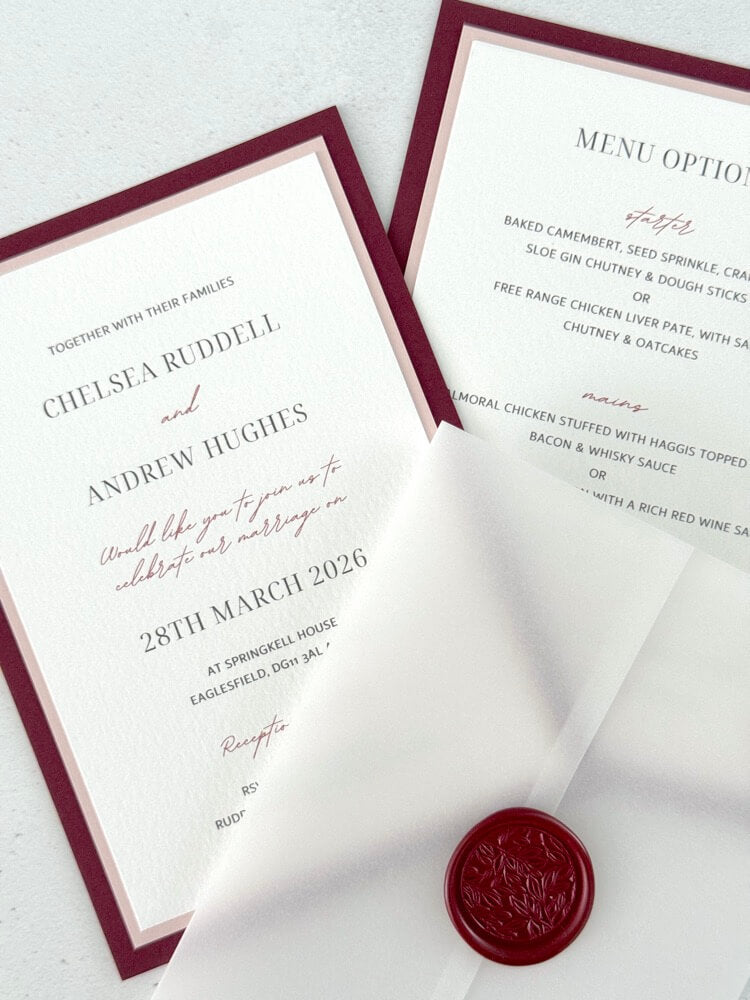 TOGETHER WITH THEIR FAMILIES
CHELSEA RUDDELL
and
ANDREW HUGHES
Would like you to join us to
celebrate our marriage on
28TH MARCH 2026
AT SPRINGKELL HOUSE
EAGLESFIELD, DG11 3AL
MENU
starter
BAKED CAMEMBERT, SEED SPRINKLE,
SLOE GIN CHUTNEY & DOUGH STICKS
OR
FREE RANGE CHICKEN LIVER PATE, WITH
CHUTNEY & OATCAKES
mains
CHICKEN STUFFED WITH HAGGIS TOPPED
BACON & WHISKY SAUCE
OR
WITH A RICH RED WINE